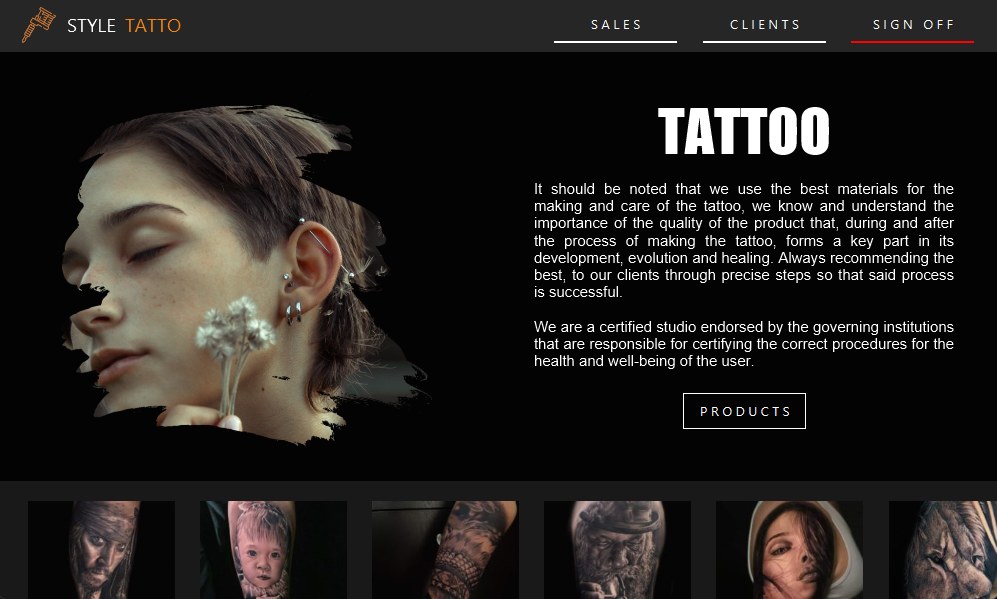 STYLE TATTO
SALES
CLIENTS
SIGN OFF
TATTOO
It should be noted that we use the best materials for the
making and care of the tattoo, we know and understand the
importance of the quality of the product that, during and after
the process of making the tattoo, forms a key part in its
development, evolution and healing. Always recommending the
best, to our clients through precise steps so that said process
is successful.
We are a certified studio endorsed by the governing institutions
that are responsible for certifying the correct procedures for the
health and well-being of the user.
PRODUCTS